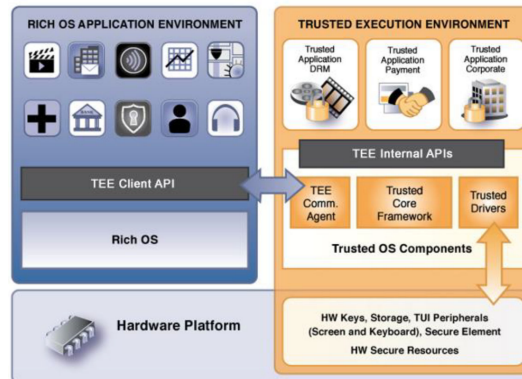 RICH OS APPLICATION ENVIRONMENT
TEE Client API
Rich OS
TRUSTED EXECUTION ENVIRONMENT
Trusted
Application
DRM
Trusted
Application
Payment
Trusted
Application
Corporate
TEE Internal APIs
TEE
Comm.
Agent
Trusted
Core
Framework
Trusted
Drivers
Trusted OS Components
Hardware Platform
HW Keys, Storage, TUI Peripherals
(Screen and Keyboard), Secure Element
HW Secure Resources